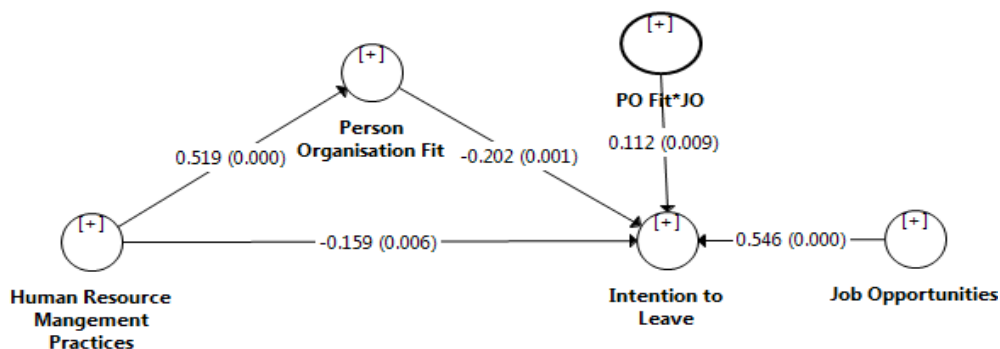 [+]
[+]
PO Fit*JO
Person
Organisation Fit
0.519 (0.000)
-0.202 (0.001)
0.112 (0.009)
[+]
-0.159 (0.006)
[+]
0.546 (0.000)
[+]
Human Resource
Mangement
Practices
Intention to
Leave
Job Opportunities